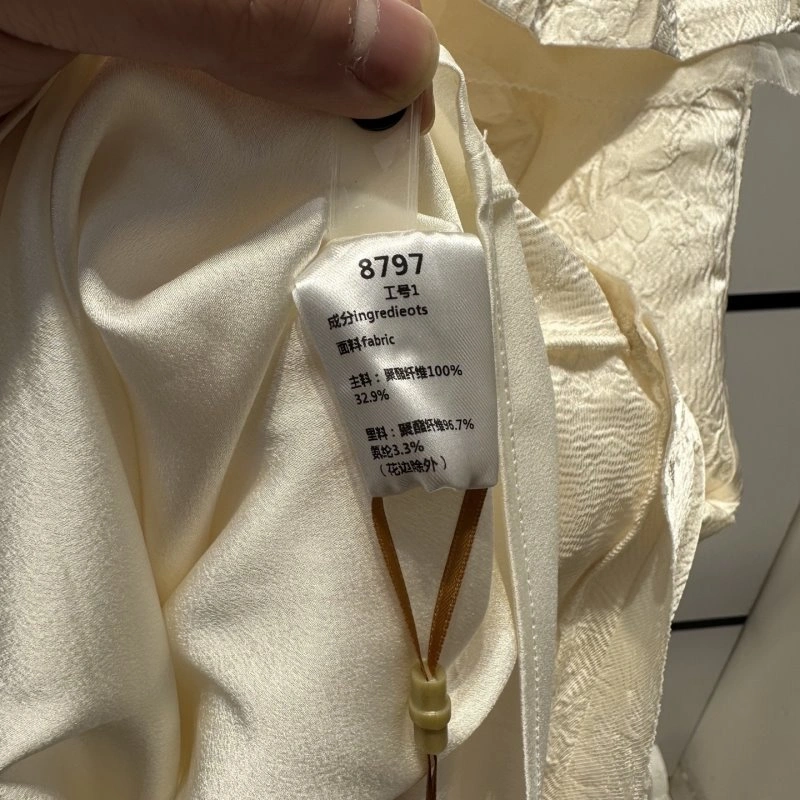 8797
工号1
成分ingredieots
面料fabric
主料：聚酯纤维100%
32.9%
里料：聚酯纤维96.7%
氨纶3.3%
（花边除外）